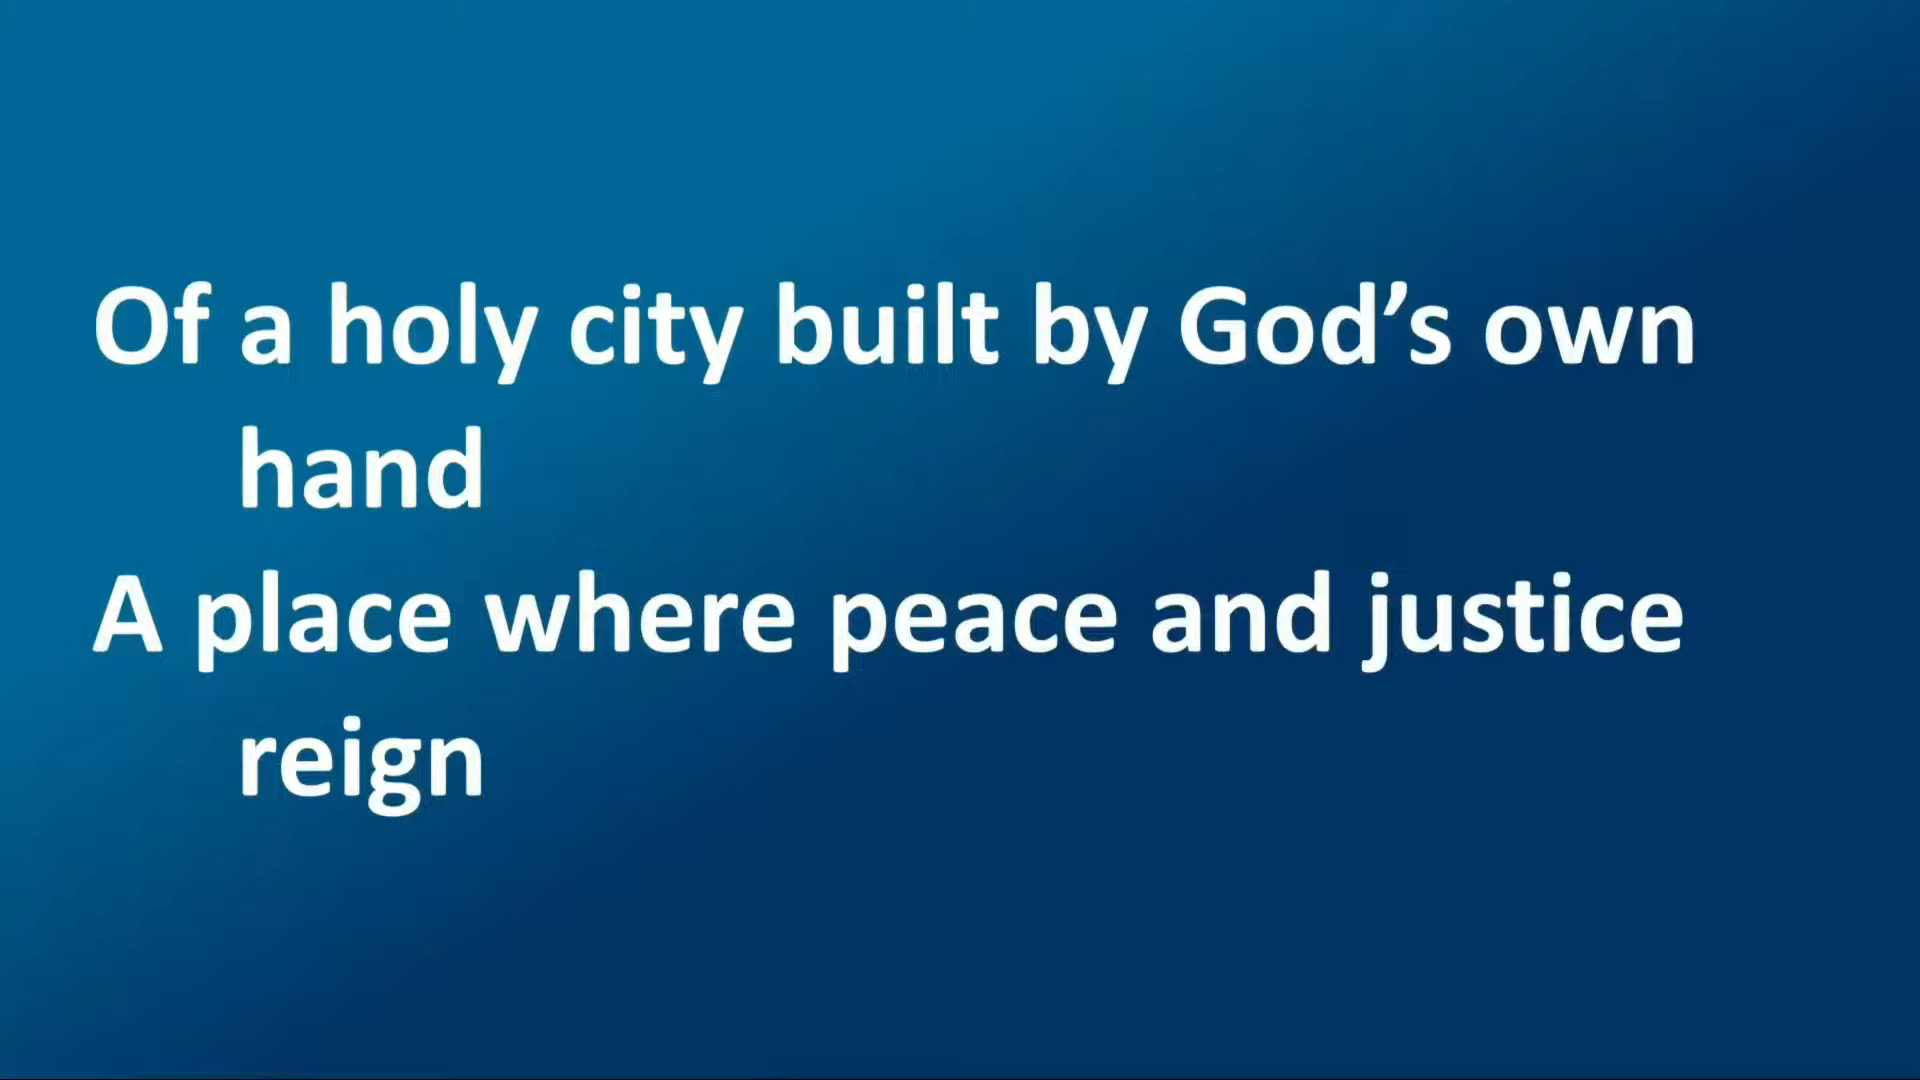 Of a holy city built by God’s own
hand
A place where peace and justice
reign